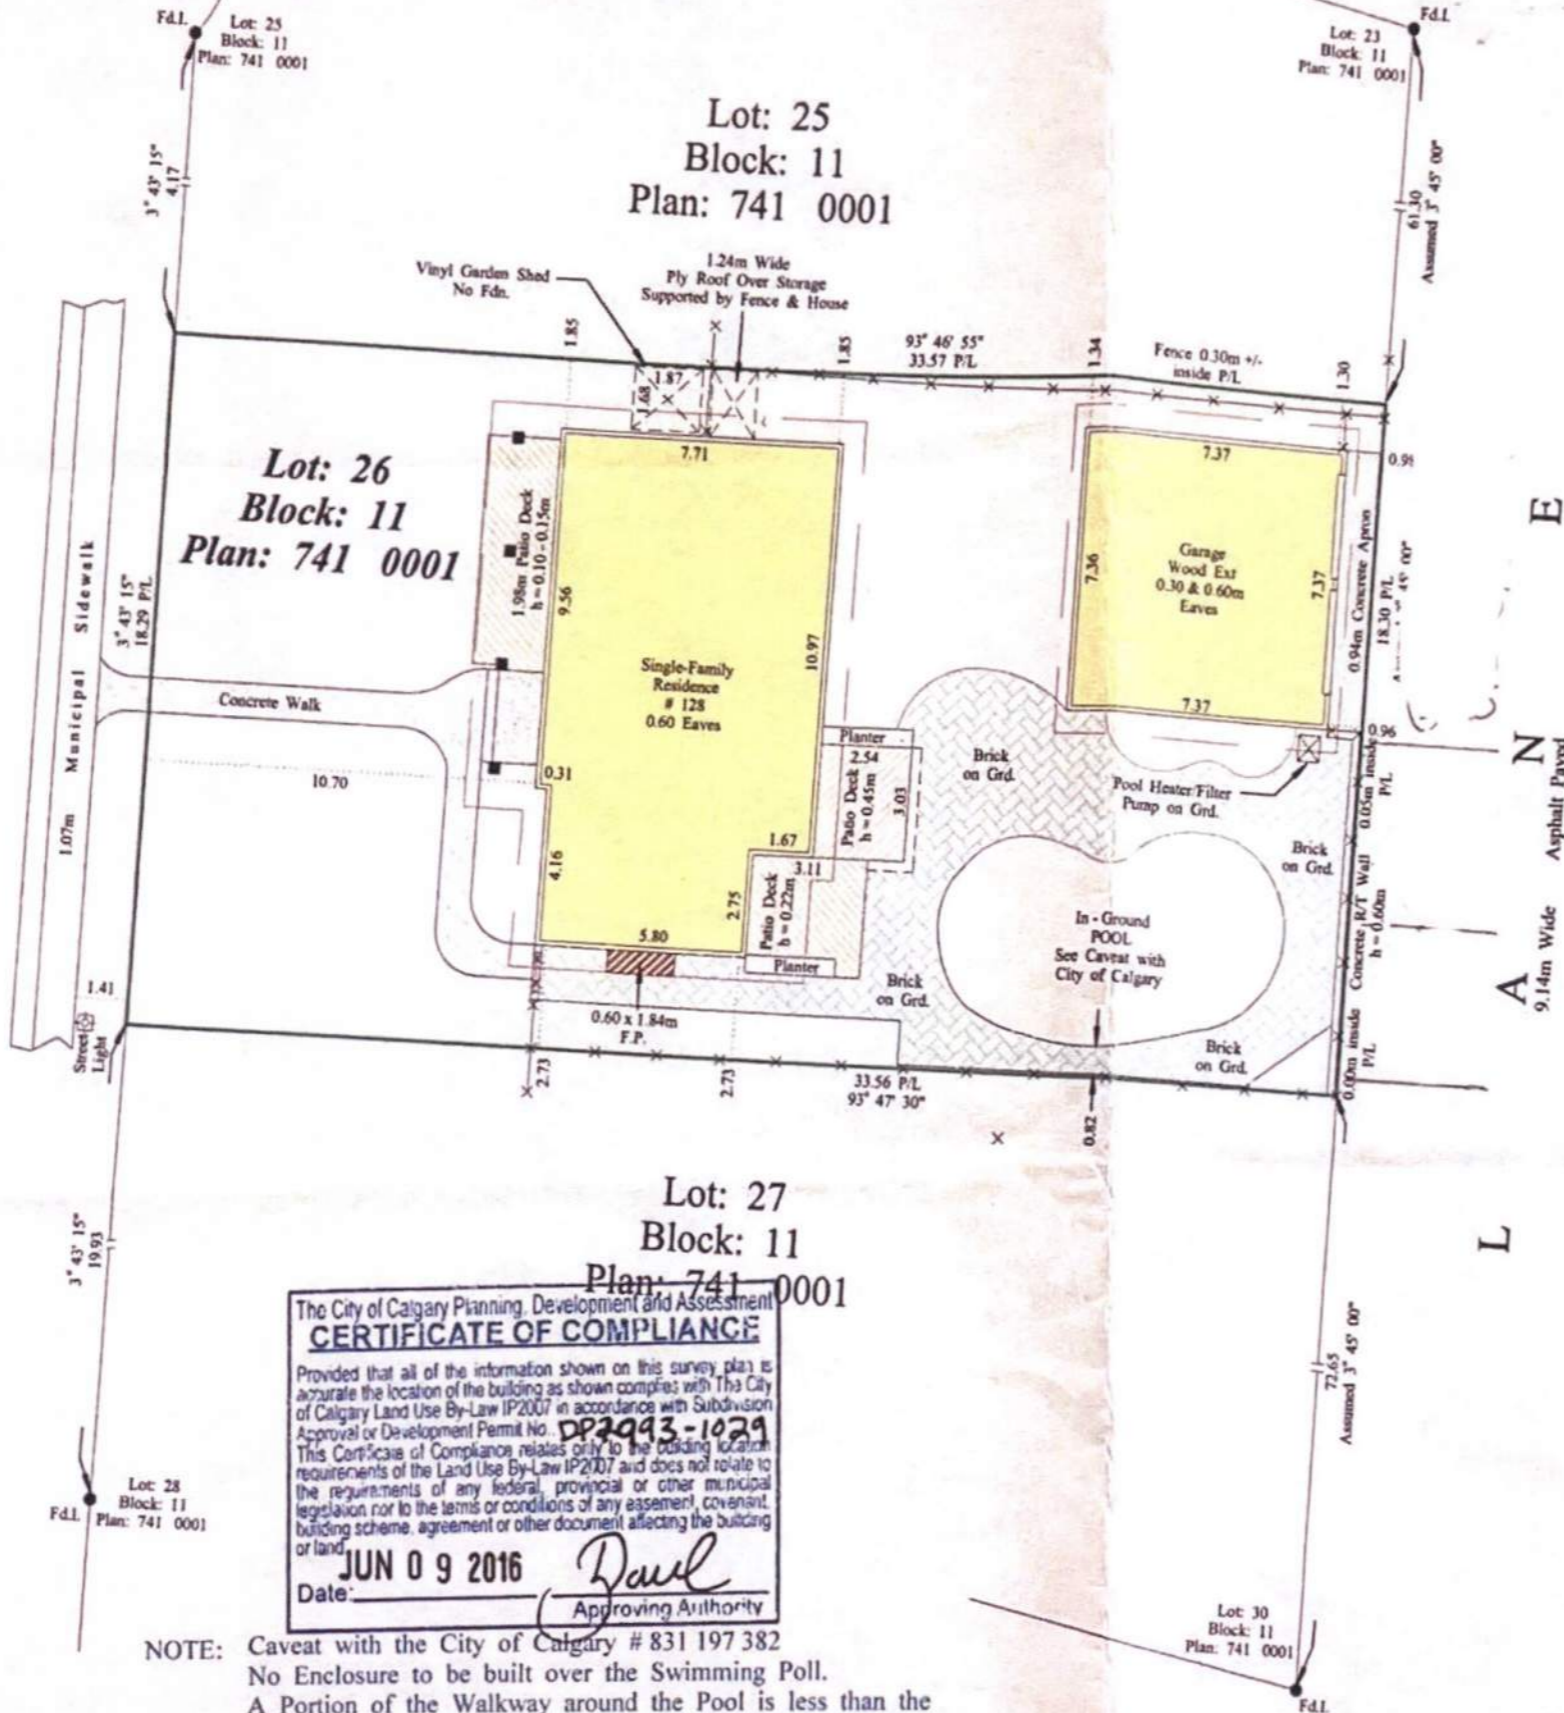 Fd.I.
Lot: 25
Block: 11
Plan: 741 0001
Fd.I.
Lot: 23
Block: 11
Plan: 741 0001
Lot: 25
Block: 11
Plan: 741 0001
3° 43' 15"
4.17
61.30
Assumed 3° 45' 00"
Vinyl Garden Shed
No Fdn.
1.24m Wide
Ply Roof Over Storage
Supported by Fence & House
1.85
1.85
93° 46' 55"
33.57 P/L
1.34
Fence 0.30m +/-
inside P/L
1.30
1.87
1.68
Lot: 26
Block: 11
Plan: 741 0001
7.71
7.37
0.98
1.98m Patio Deck
h = 0.10 - 0.15m
9.56
7.36
Garage
Wood Ext
0.30 & 0.60m
Eaves
7.37
0.94m Concrete Apron
18.30 P/L
45' 00"
E
1.07m Municipal Sidewalk
3° 43' 15"
18.29 P/L
Single-Family
Residence
# 128
0.60 Eaves
10.97
Concrete Walk
7.37
0.96
Planter
2.54
Patio Deck
h = 0.45m
3.03
Brick
on Grd.
N
10.70
0.31
Pool Heater/Filter
Pump on Grd.
0.05m inside
P/L
Asphalt Paved
4.16
1.67
3.11
2.75
Patio Deck
h = 0.22m
Brick
on Grd.
Concrete R/T Wall
h = 0.60m
In - Ground
POOL
See Caveat with
City of Calgary
5.80
Planter
A
9.14m Wide
1.41
Street
Light
Brick
on Grd.
0.60 x 1.84m
F.P.
Brick
on Grd.
0.00m inside
P/L
2.73
2.73
33.56 P/L
93° 47' 30"
0.82
Lot: 27
Block: 11
Plan: 741 0001
L
3° 43' 15"
19.93
72.65
Assumed 3° 45' 00"
The City of Calgary Planning, Development and Assessment
CERTIFICATE OF COMPLIANCE
Provided that all of the information shown on this survey plan is
accurate the location of the building as shown complies with The City
of Calgary Land Use By-Law IP2007 in accordance with Subdivision
Approval or Development Permit No. DP2993-1029
This Certificate of Compliance relates only to the building location
requirements of the Land Use By-Law IP2007 and does not relate to
the requirements of any federal, provincial or other municipal
legislation nor to the terms or conditions of any easement, covenant,
building scheme, agreement or other document affecting the building
or land.
JUN 0 9 2016
Date:
Approving Authority
Lot: 28
Block: 11
Plan: 741 0001
Fd.I.
Lot: 30
Block: 11
Plan: 741 0001
Fd.I.
NOTE: Caveat with the City of Calgary # 831 197 382
No Enclosure to be built over the Swimming Poll.
A Portion of the Walkway around the Pool is less than the